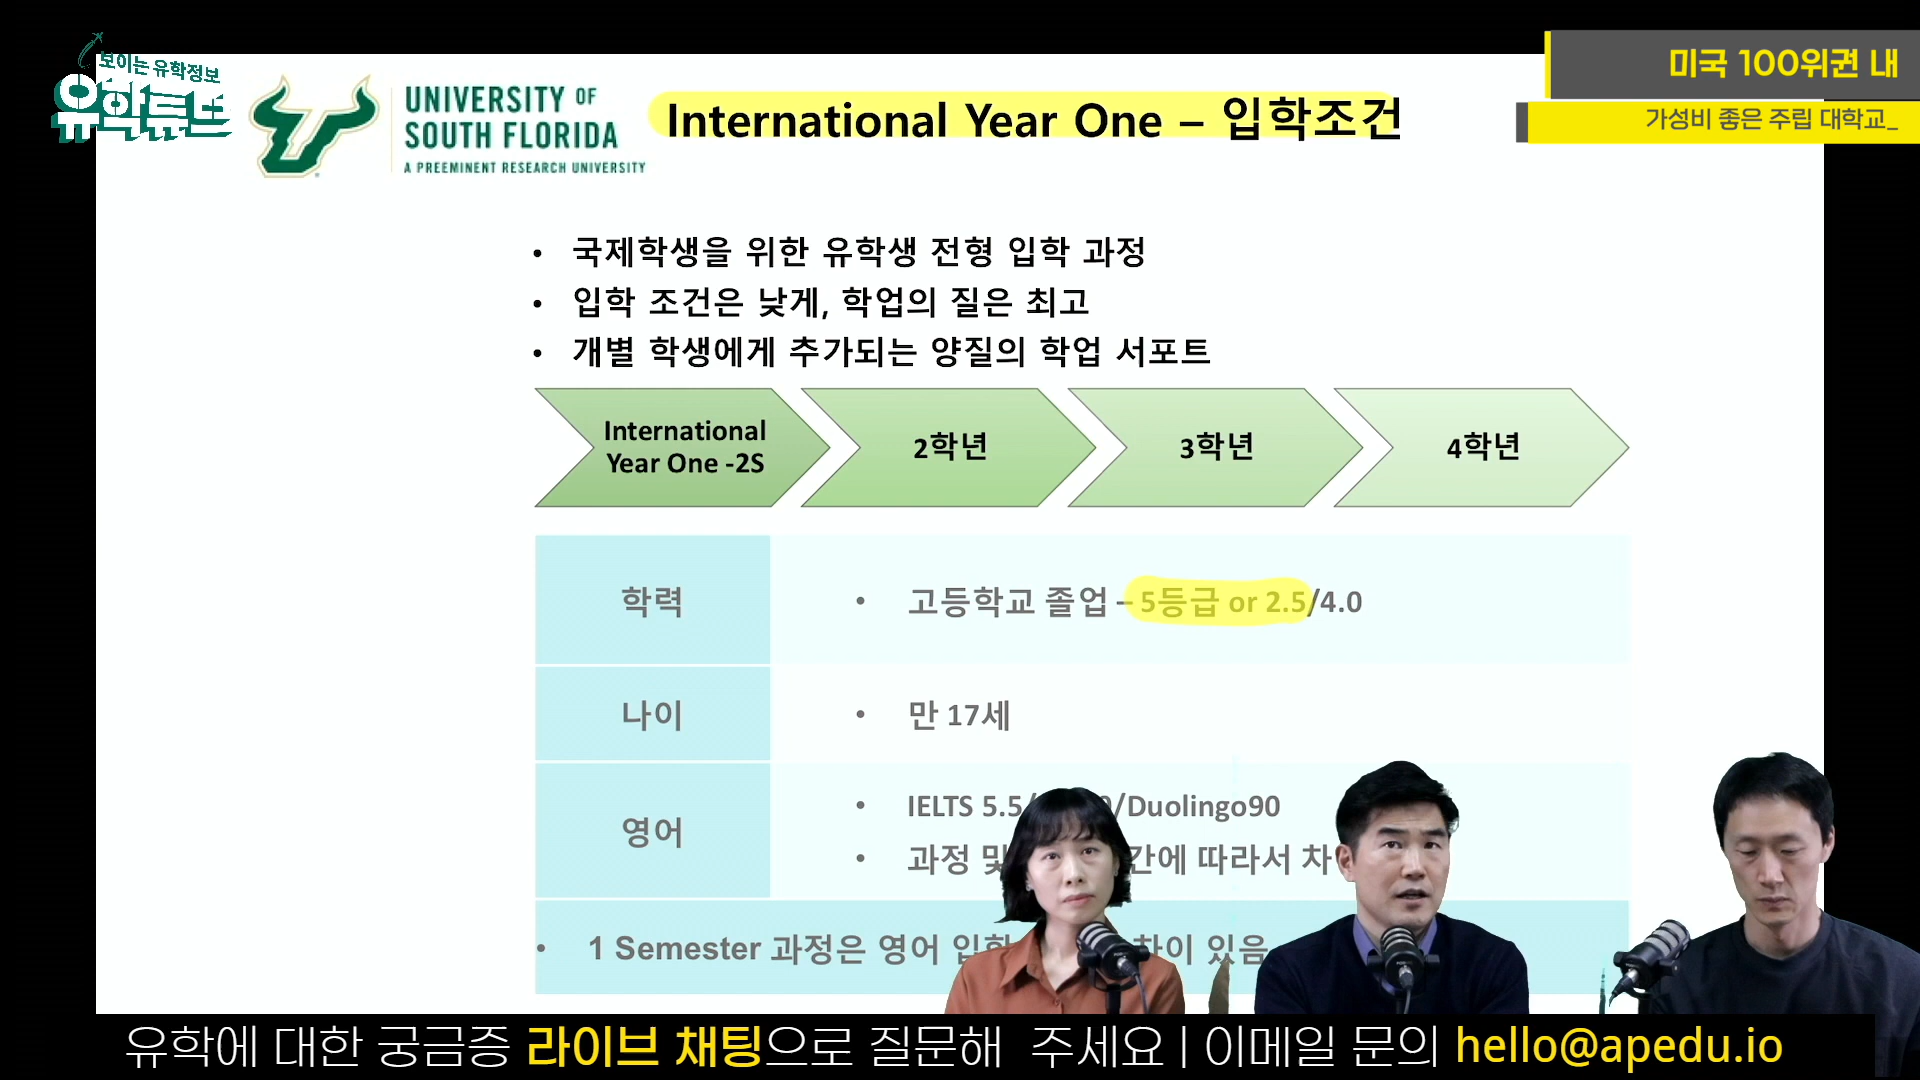 보이는 유학정보
유학튜브
UNIVERSITY OF
SOUTH FLORIDA
A PREEMINENT RESEARCH UNIVERSITY
International Year One – 입학조건
미국 100위권 내
가성비 좋은 주립 대학교_
• 국제학생을 위한 유학생 전형 입학 과정
• 입학 조건은 낮게, 학업의 질은 최고
• 개별 학생에게 추가되는 양질의 학업 서포트
International
Year One -2S
2학년
3학년
4학년
학력
• 고등학교 졸업 – 5등급 or 2.5/4.0
나이
• 만 17세
영어
• IELTS 5.5/ /Duolingo90
• 과정 및 따라서
• 1 Semester 과정은 영어 차이 있음
유학에 대한 궁금증 라이브 채팅으로 질문해 주세요 | 이메일 문의 hello@apedu.io